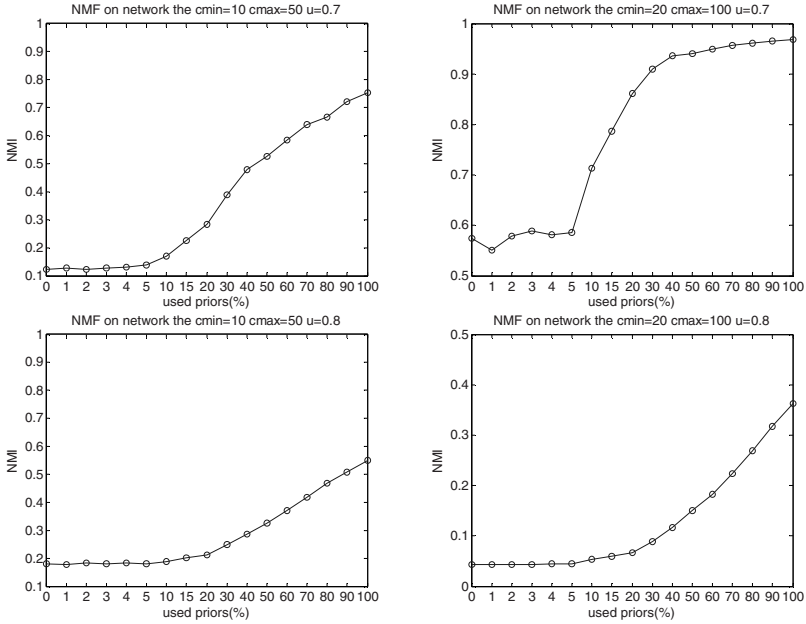 NMF on network the cmin=10 cmax=50 u=0.7
1
0.9
0.8
0.7
0.6
0.5
0.4
0.3
0.2
0.1
NMI
0 1 2 3 4 5 10 15 20 30 40 50 60 70 80 90 100
used priors(%)
NMF on network the cmin=20 cmax=100 u=0.7
1
0.9
0.8
0.7
0.6
0.5
NMI
0 1 2 3 4 5 10 15 20 30 40 50 60 70 80 90 100
used priors(%)
NMF on network the cmin=10 cmax=50 u=0.8
1
0.9
0.8
0.7
0.6
0.5
0.4
0.3
0.2
0.1
NMI
0 1 2 3 4 5 10 15 20 30 40 50 60 70 80 90 100
used priors(%)
NMF on network the cmin=20 cmax=100 u=0.8
0.5
0.4
0.3
0.2
0.1
0
NMI
0 1 2 3 4 5 10 15 20 30 40 50 60 70 80 90 100
used priors(%)